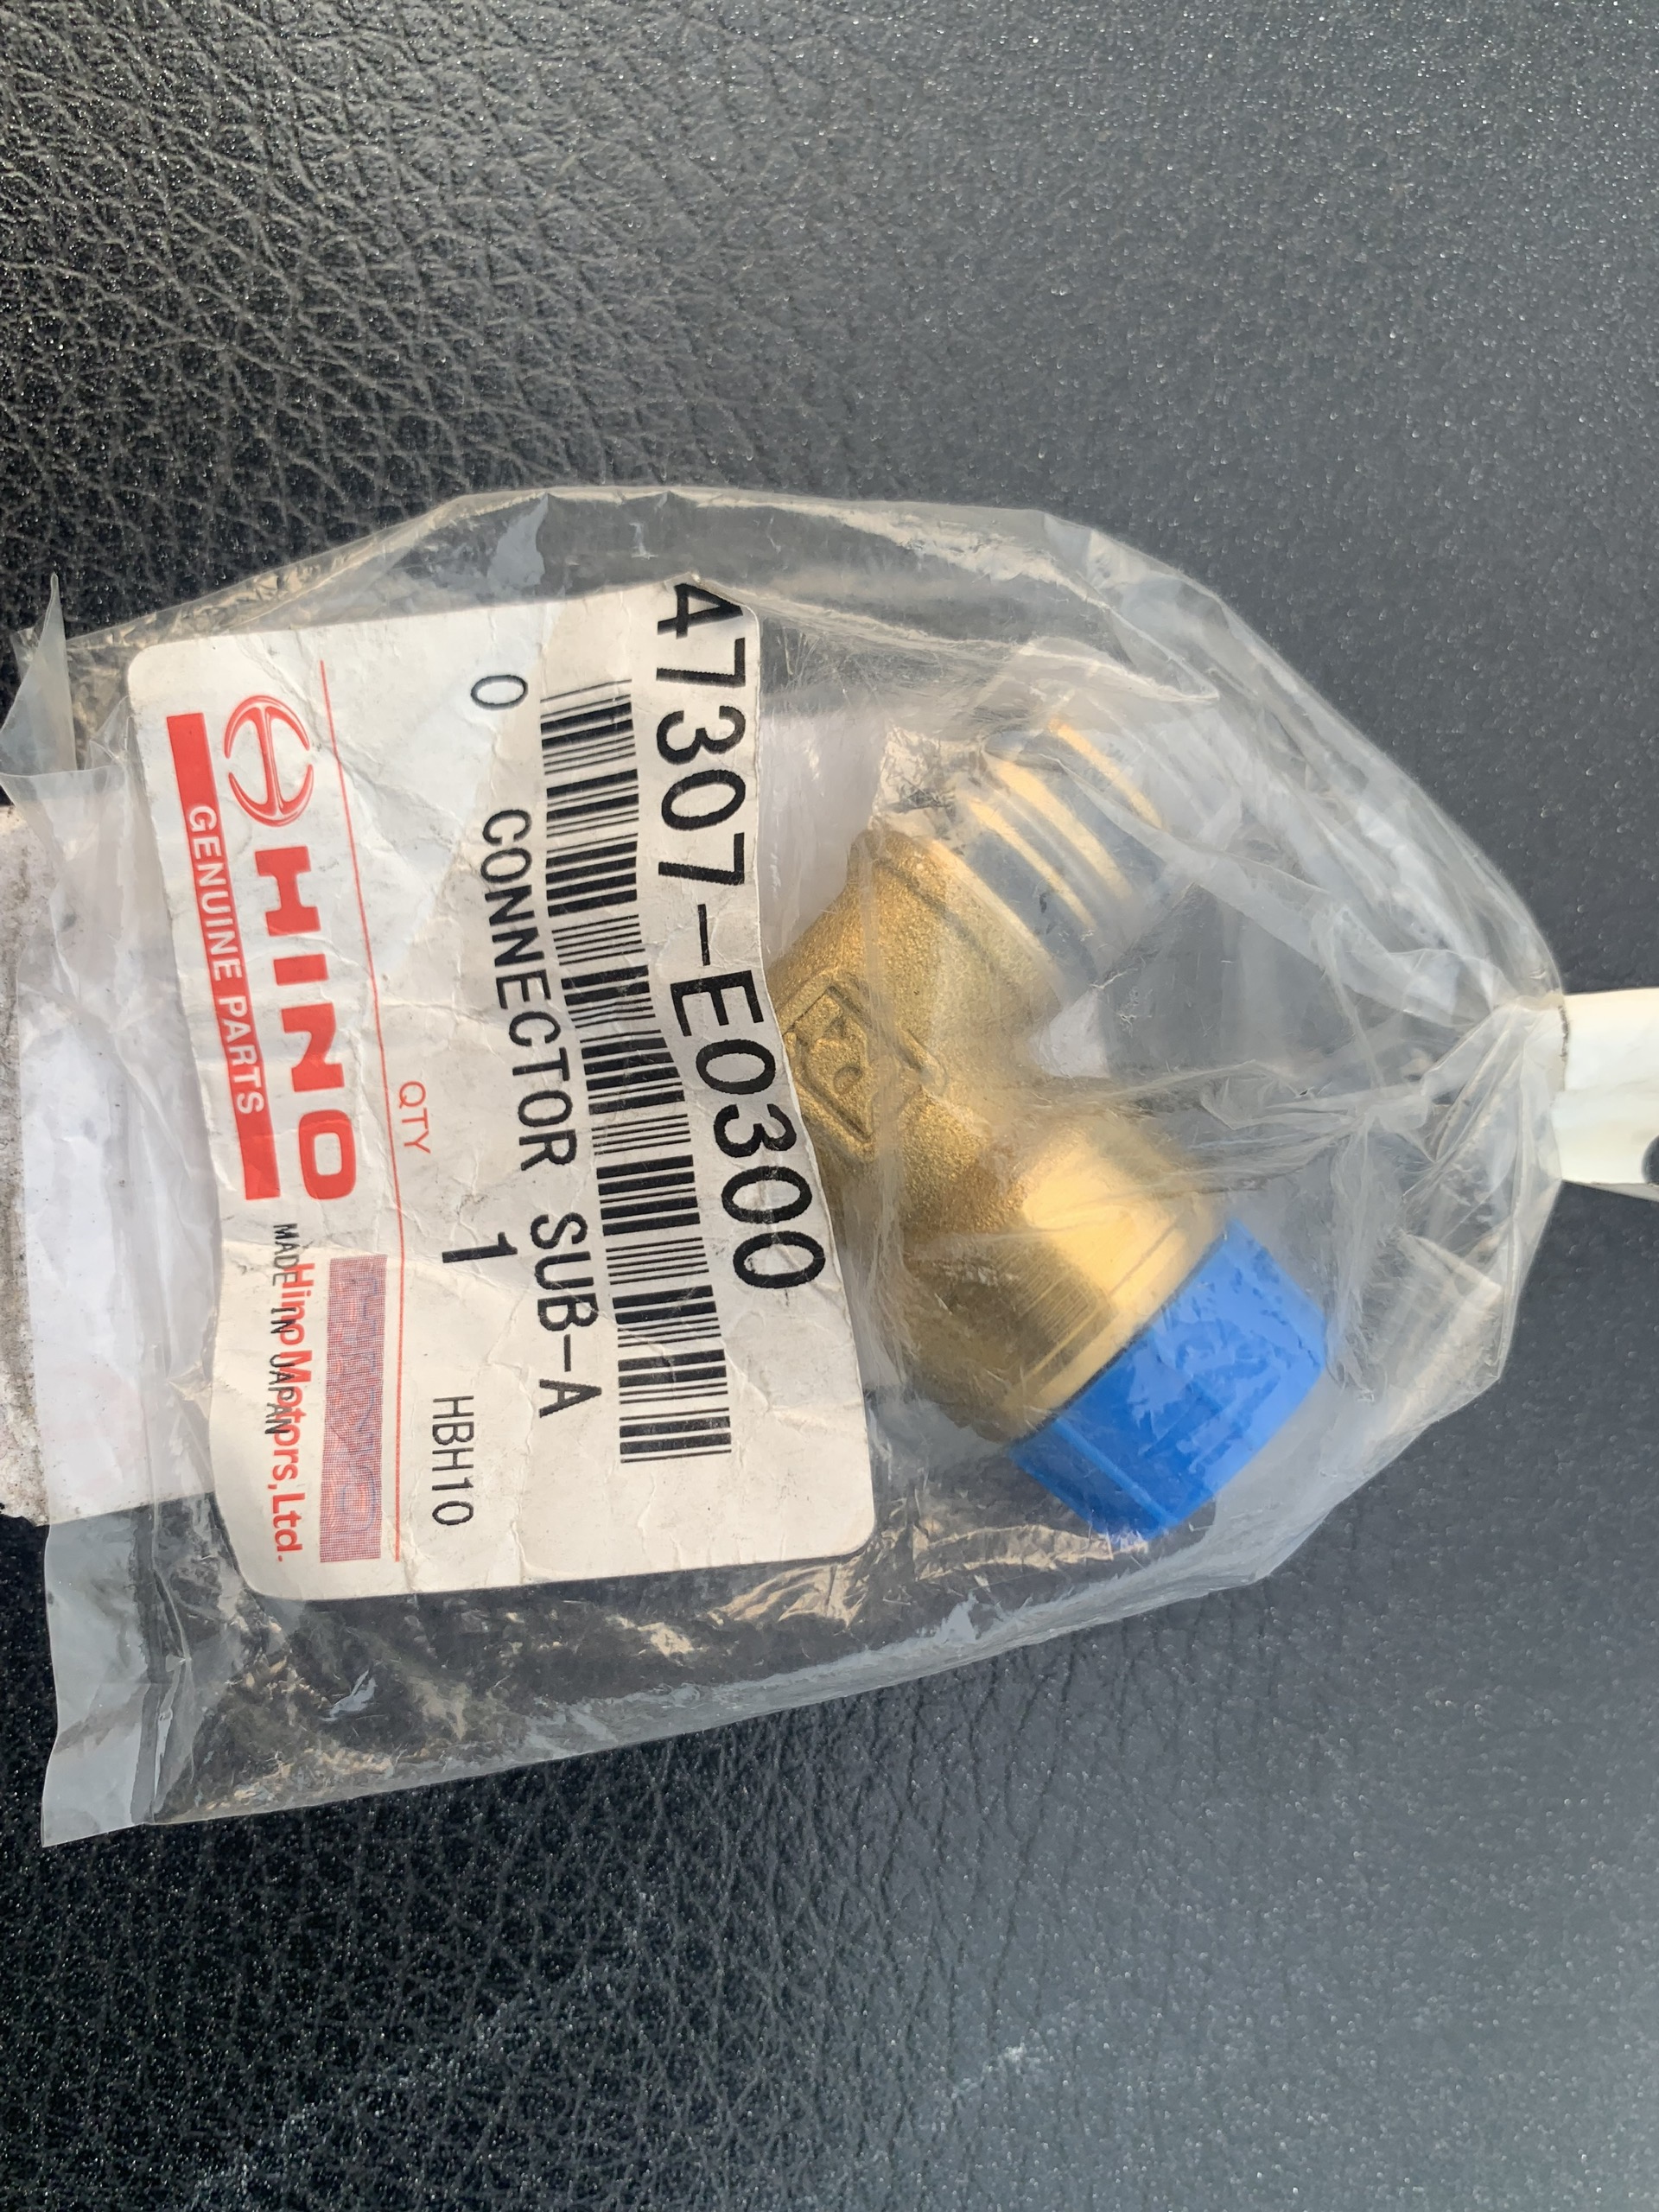 47307-E0300
0 CONNECTOR SUB-A
1
HBH10
QTY
HINO
GENUINE PARTS
Hino Motors, Ltd.
MADE IN JAPAN